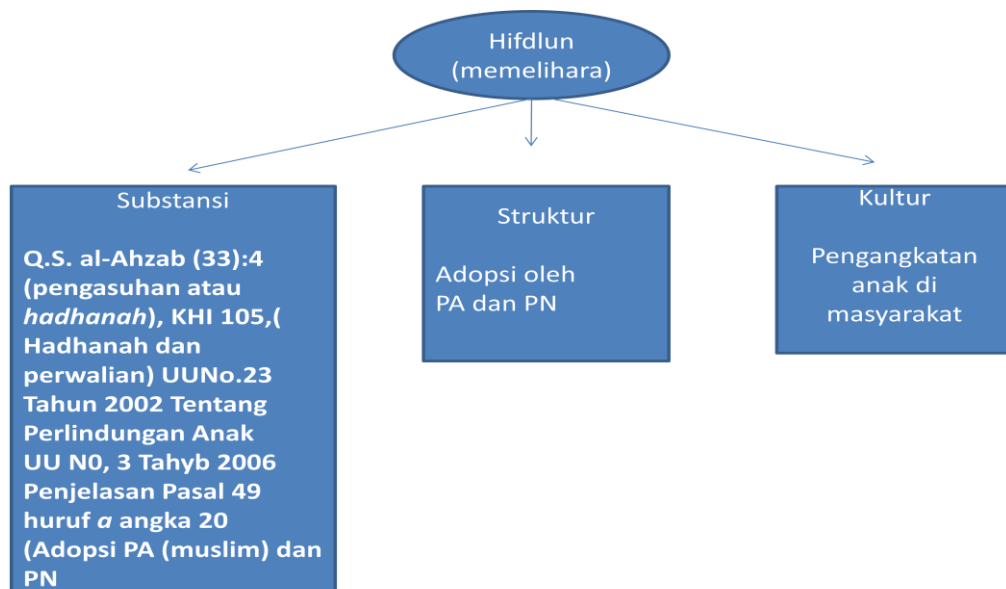 Hifdlun
(memelihara)
Substansi
Q.S. al-Ahzab (33):4
(pengasuhan atau
hadhanah), KHI 105,(
Hadhanah dan
perwalian) UUNo.23
Tahun 2002 Tentang
Perlindungan Anak
UU N0, 3 Tahyb 2006
Penjelasan Pasal 49
huruf a angka 20
(Adopsi PA (muslim) dan
PN
Struktur
Adopsi oleh
PA dan PN
Kultur
Pengangkatan
anak di
masyarakat